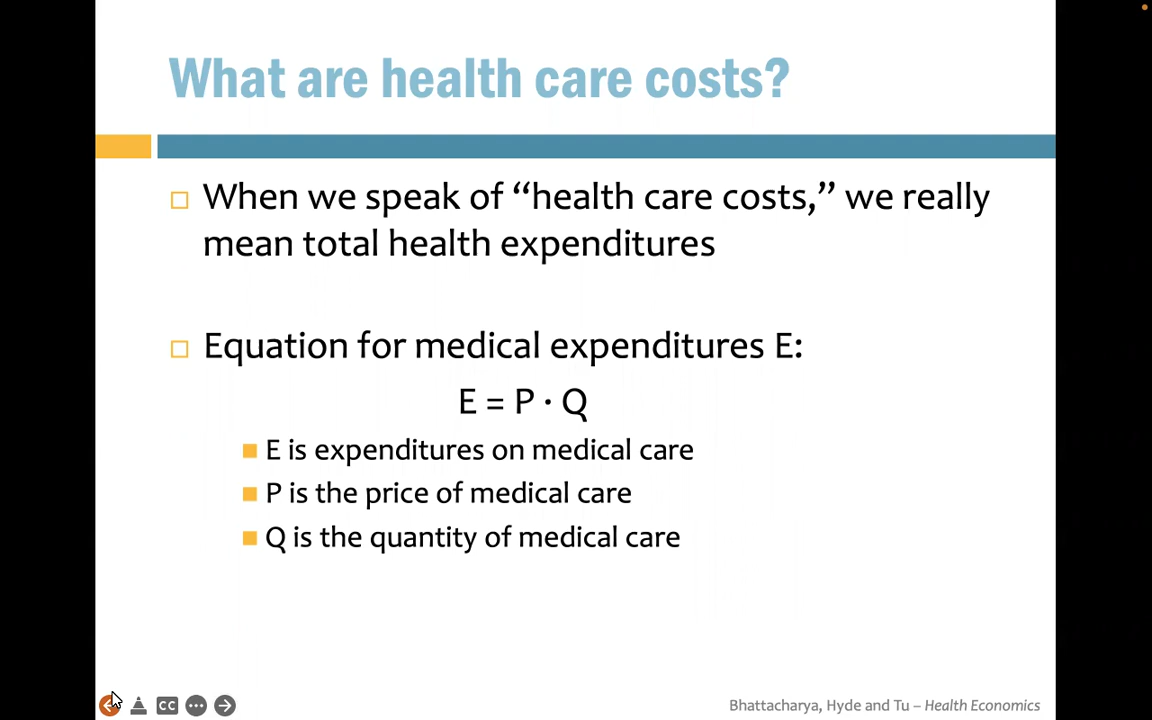 What are health care costs?
When we speak of “health care costs,” we really
mean total health expenditures
Equation for medical expenditures E:
E = P · Q
E is expenditures on medical care
P is the price of medical care
Q is the quantity of medical care
CC
Bhattacharya, Hyde and Tu – Health Economics